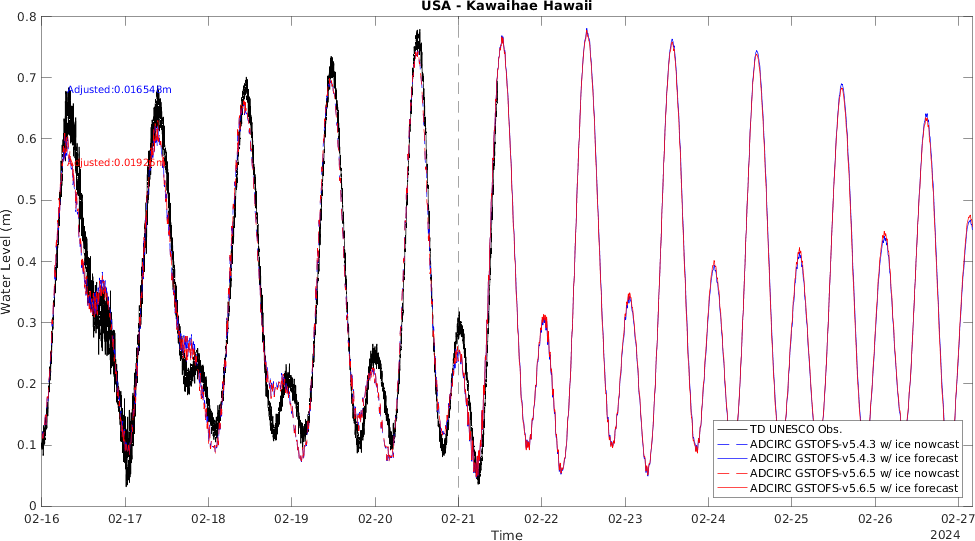 USA - Kawaihae Hawaii
0.8
0.7
0.6
0.5
0.4
0.3
0.2
0.1
0
Water Level (m)
Adjusted:0.016543m
Adjusted:0.01925m
TD UNESCO Obs.
ADCIRC GSTOFS-v5.4.3 w/ ice nowcast
ADCIRC GSTOFS-v5.4.3 w/ ice forecast
ADCIRC GSTOFS-v5.6.5 w/ ice nowcast
ADCIRC GSTOFS-v5.6.5 w/ ice forecast
02-16 02-17 02-18 02-19 02-20 02-21 02-22 02-23 02-24 02-25 02-26 02-27
Time
2024